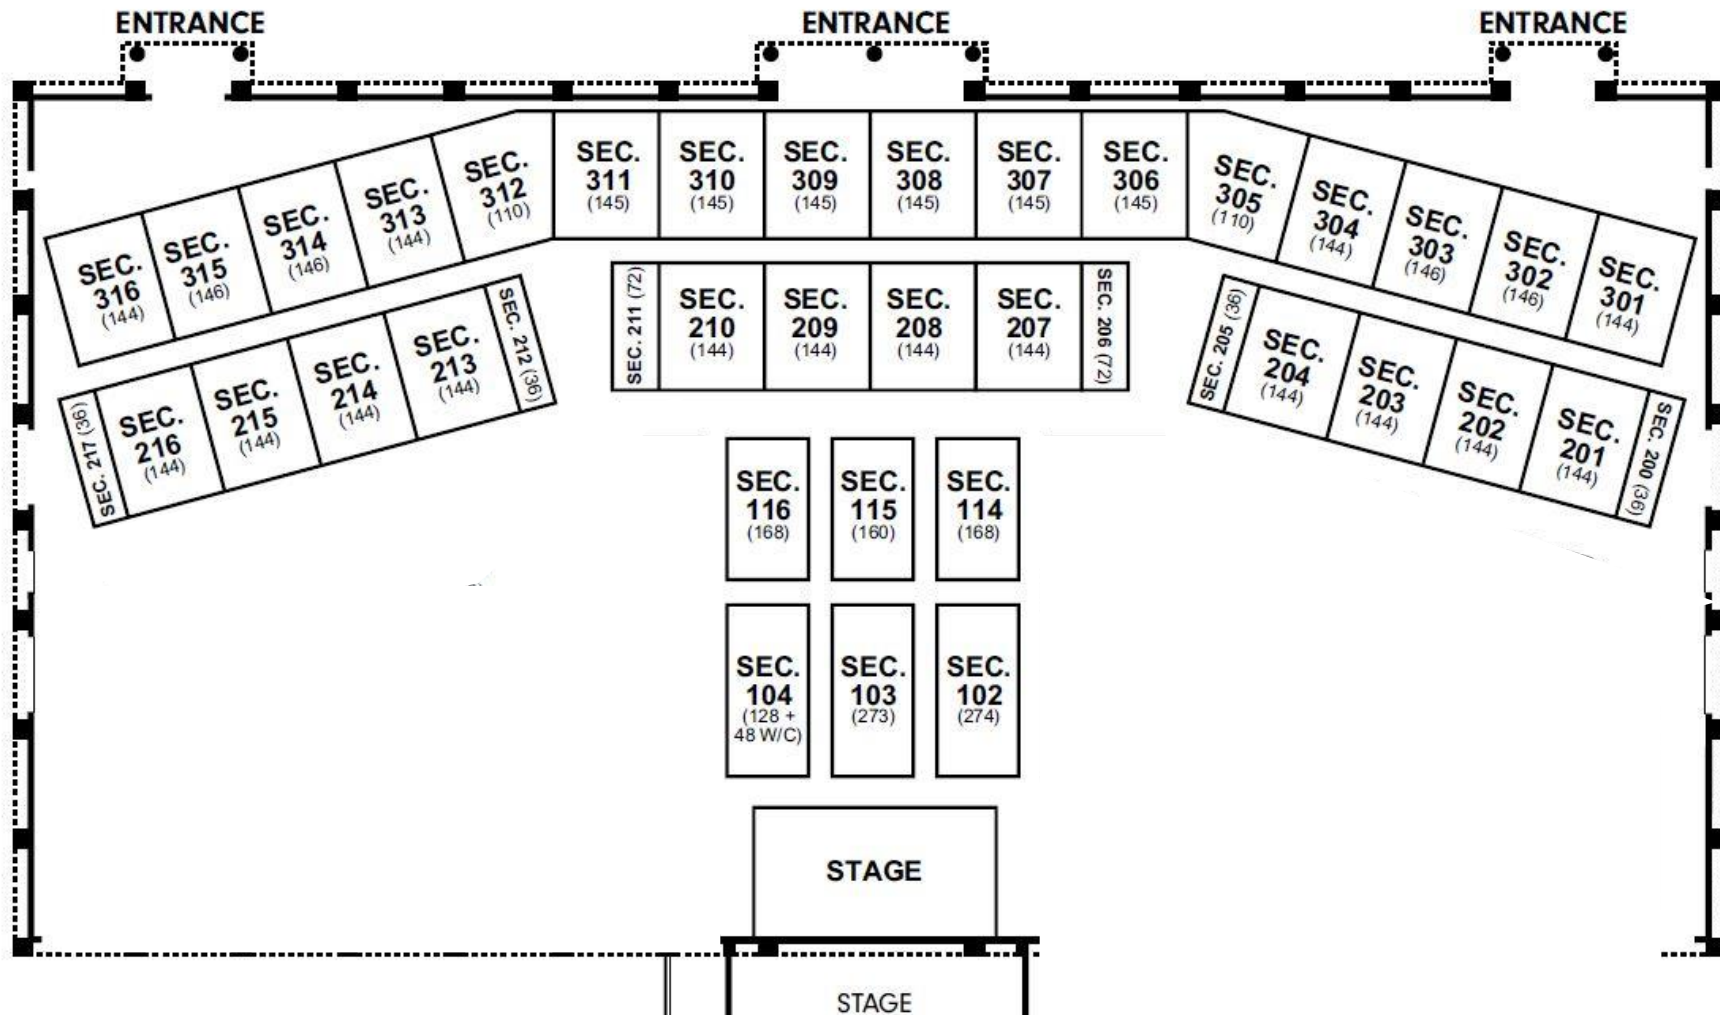 ENTRANCE
ENTRANCE
ENTRANCE
SEC.
316
(144)
SEC.
315
(146)
SEC.
314
(146)
SEC.
313
(144)
SEC.
312
(110)
SEC.
311
(145)
SEC.
310
(145)
SEC.
309
(145)
SEC.
308
(145)
SEC.
307
(145)
SEC.
306
(145)
SEC.
305
(110)
SEC.
304
(144)
SEC.
303
(146)
SEC.
302
(146)
SEC.
301
(144)
SEC. 217 (36)
SEC.
216
(144)
SEC.
215
(144)
SEC.
214
(144)
SEC.
213
(144)
SEC. 212 (36)
SEC. 211 (72)
SEC.
210
(144)
SEC.
209
(144)
SEC.
208
(144)
SEC.
207
(144)
SEC. 206 (72)
SEC. 205 (36)
SEC.
204
(144)
SEC.
203
(144)
SEC.
202
(144)
SEC.
201
(144)
SEC. 200 (36)
SEC.
116
(168)
SEC.
115
(160)
SEC.
114
(168)
SEC.
104
(128 +
48 W/C)
SEC.
103
(273)
SEC.
102
(274)
STAGE
STAGE